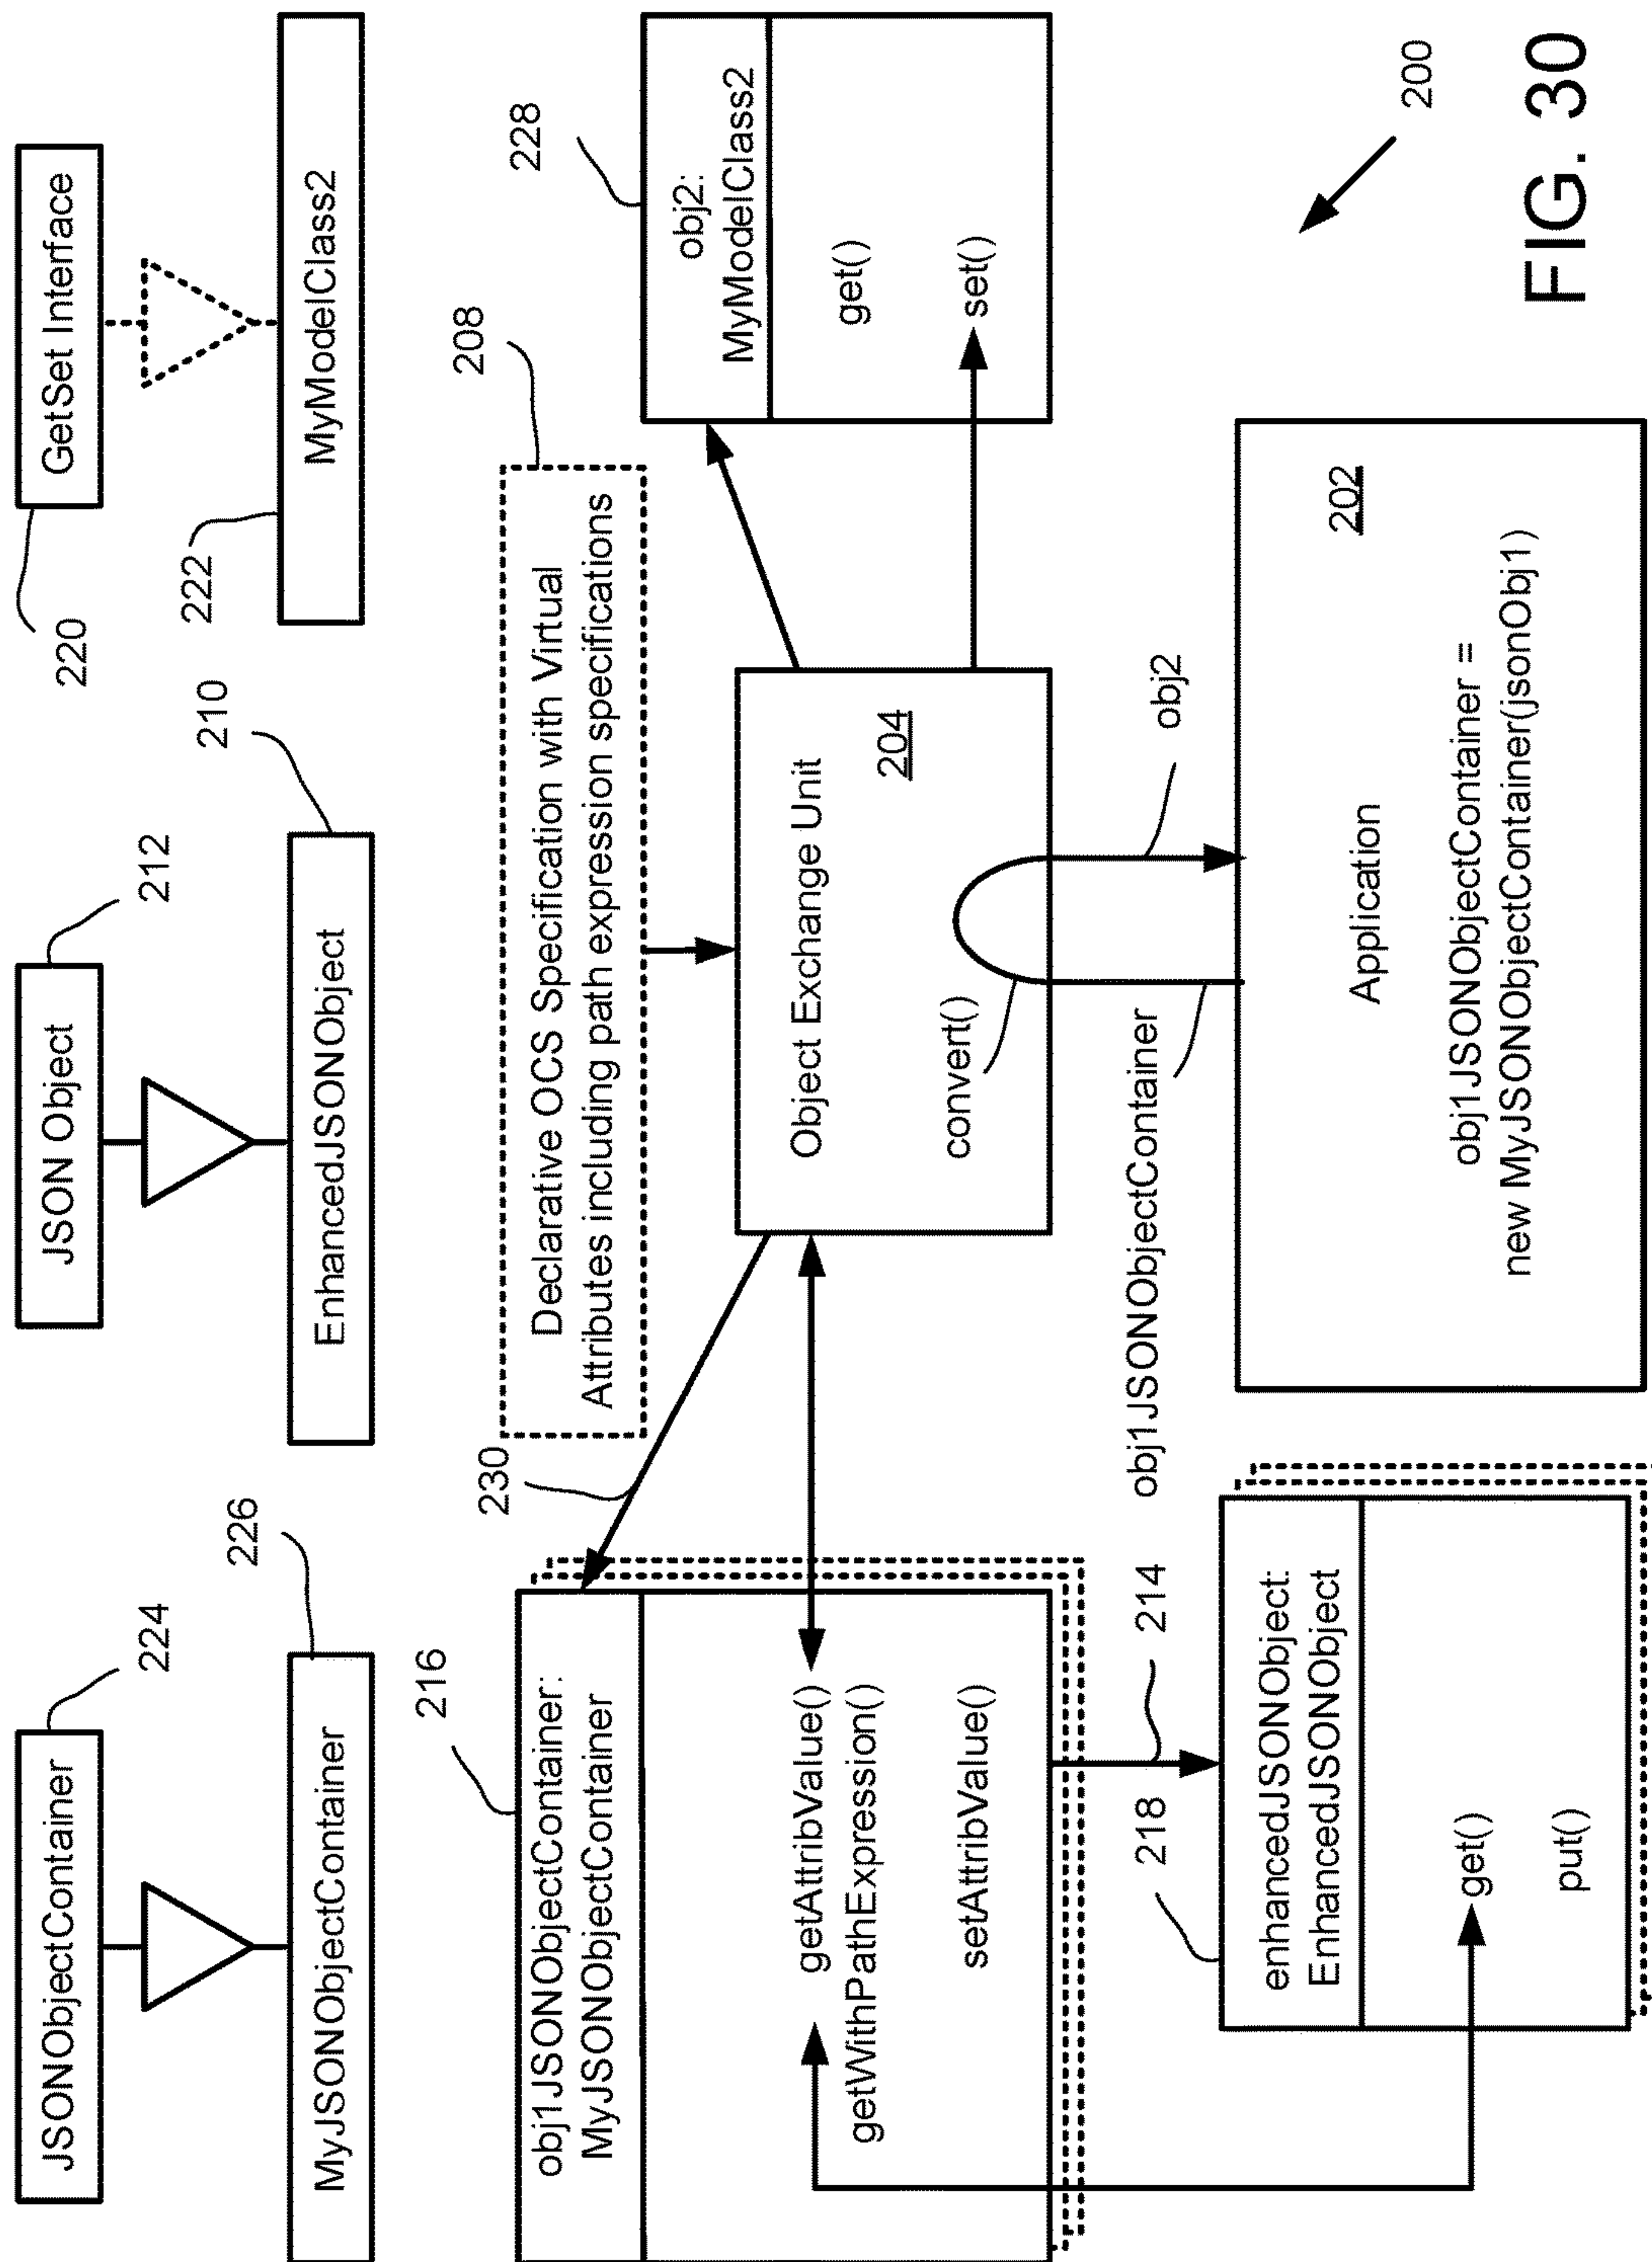 JSONObjectContainer
224
MyJSONObjectContainer
226
JSON Object
212
EnhancedJSONObject
210
GetSet Interface
220
MyModelClass2
222
216
obj1JSONObjectContainer:
MyJSONObjectContainer
getAttribValue()
getWithPathExpression()
setAttribValue()
230
Declarative OCS Specification with Virtual
Attributes including path expression specifications
208
Object Exchange Unit
204
convert()
228
obj2:
MyModelClass2
get()
set()
218
214
enhancedJSONObject:
EnhancedJSONObject
get()
put()
obj1JSONObjectContainer
obj2
Application
202
obj1JSONObjectContainer =
new MyJSONObjectContainer(jsonObj1)
200
FIG. 30